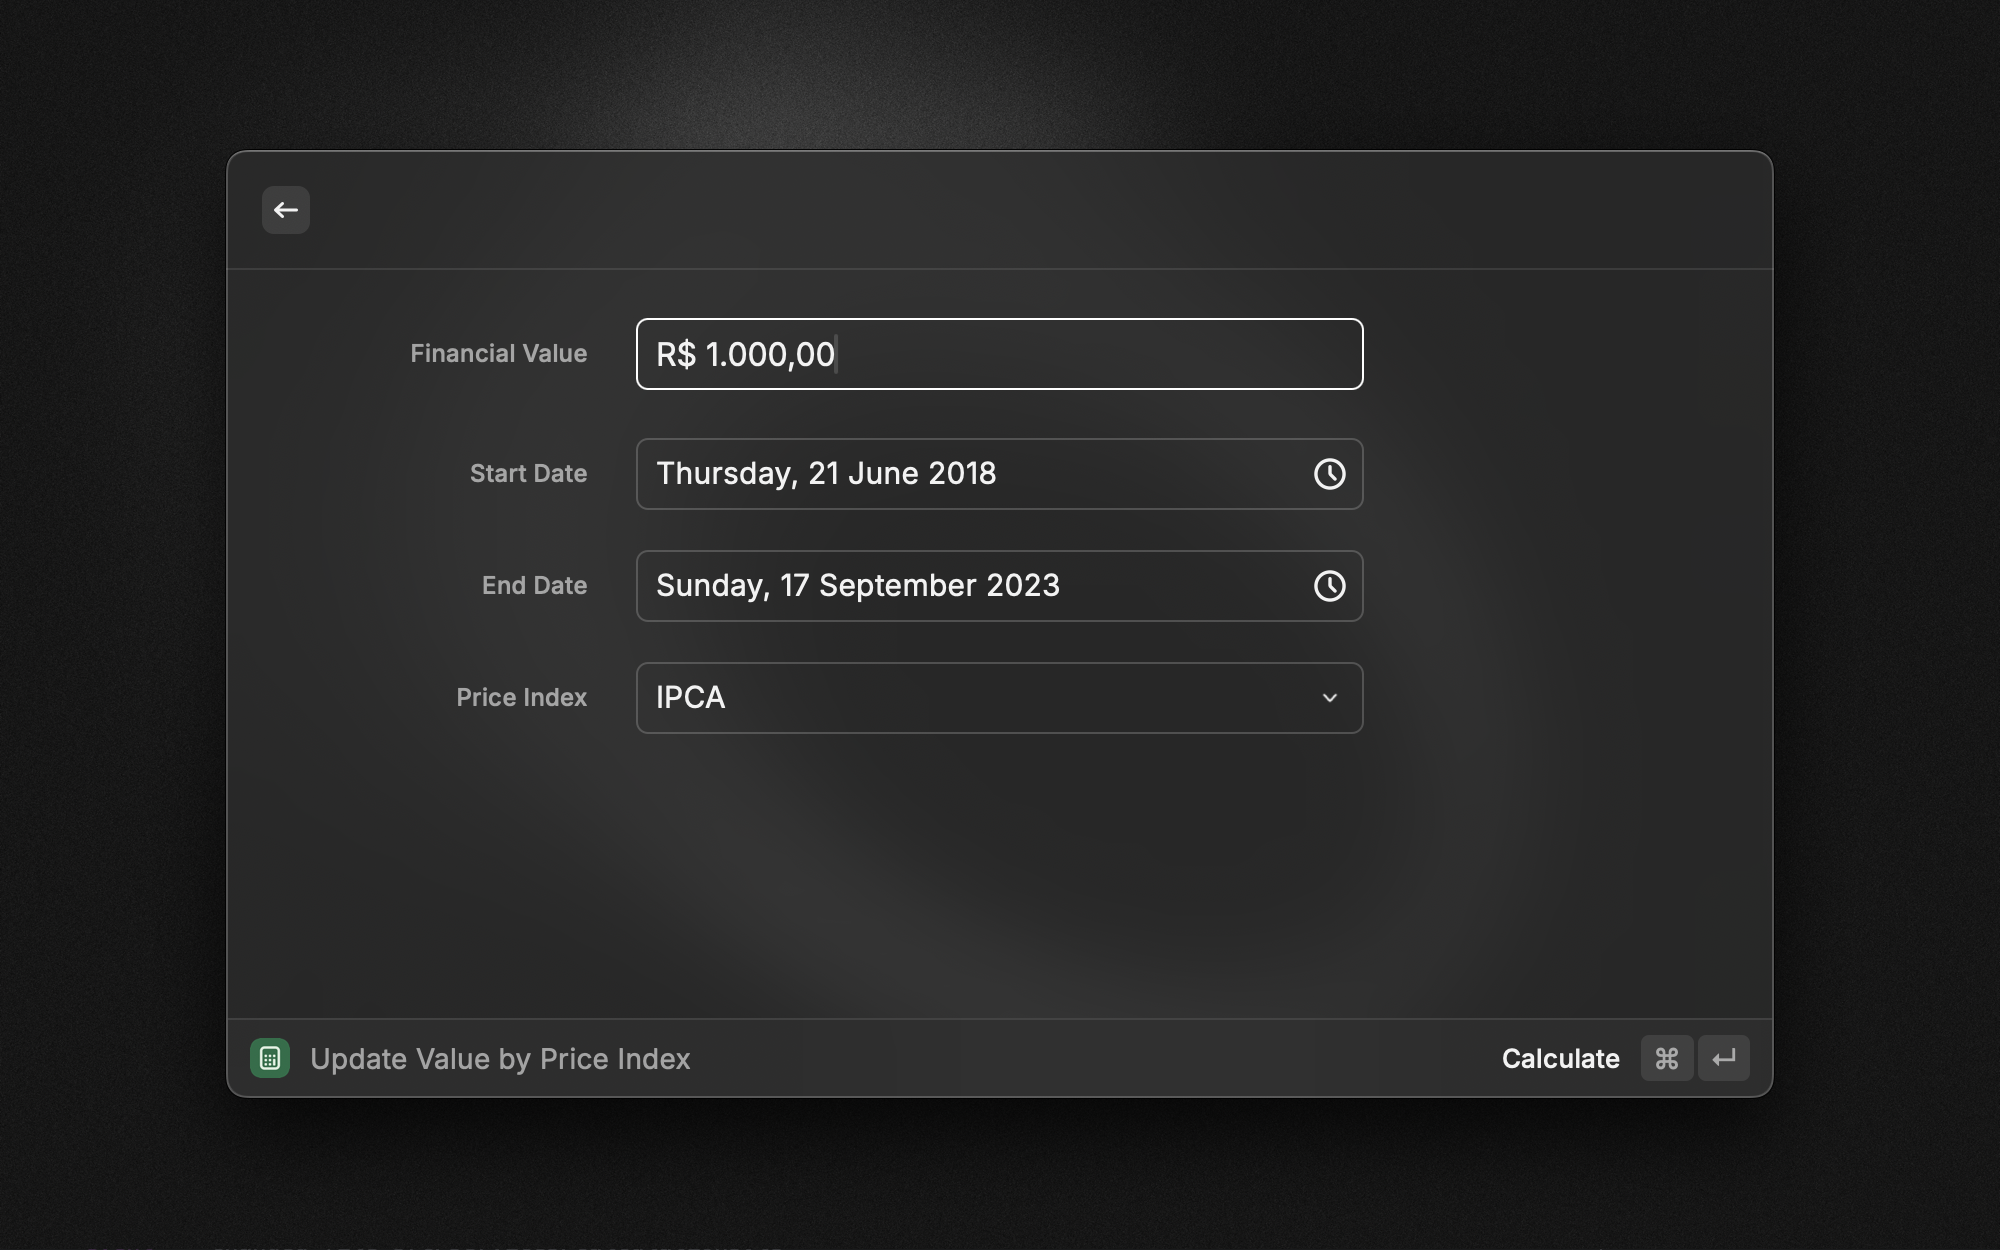 Financial Value
R$ 1.000,00
Start Date
Thursday, 21 June 2018
End Date
Sunday, 17 September 2023
Price Index
IPCA
Update Value by Price Index
Calculate ⌘ ↵